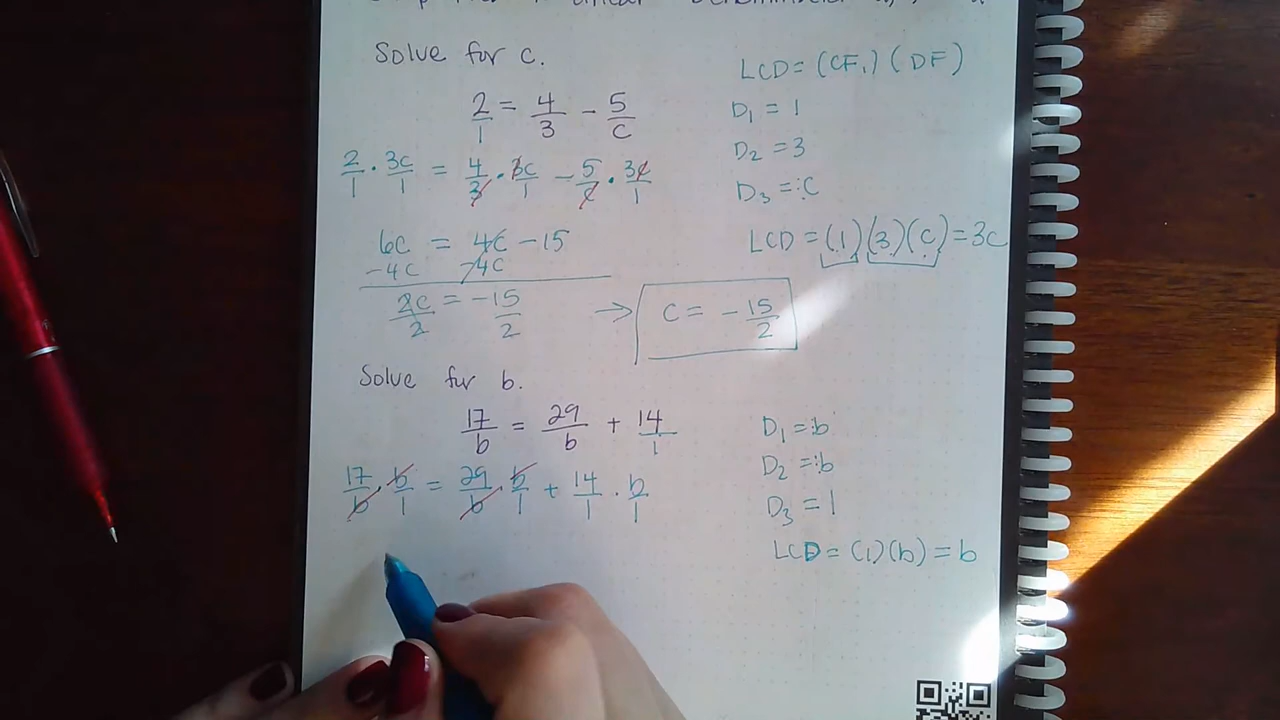 Solve for c.
LCD = (CF,) (DF)
2/1 = 4/3 - 5/c
D₁ = 1
D₂ = 3
D₃ = :C
2/1 · 3c/1 = 4/3 · 3c/1 - 5/c · 3c/1
6c = 4c - 15
LCD = (1)(3)(c) = 3c
-4c -4c
2c/2 = -15/2 → c = -15/2
Solve for b.
17/b = 29/b + 14/1
D₁ = :b
D₂ = :b
D₃ = 1
17/b · b/1 = 29/b · b/1 + 14/1 · b/1
LCD = (1)(b) = b